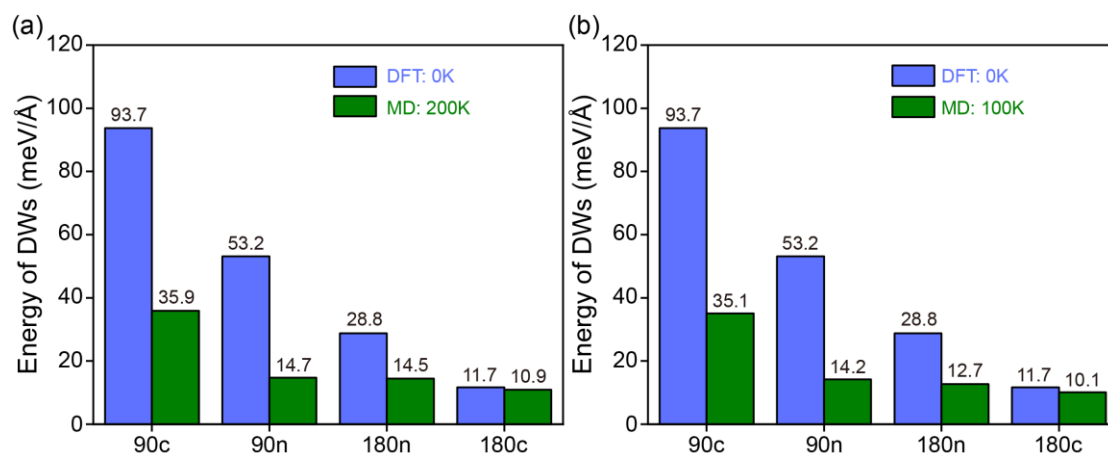 (a)
Energy of DWs (meV/Å)
120
100
80
60
40
20
0
DFT: 0K
MD: 200K
93.7
35.9
53.2
14.7
28.8
14.5
11.7
10.9
90c
90n
180n
180c
(b)
Energy of DWs (meV/Å)
120
100
80
60
40
20
0
DFT: 0K
MD: 100K
93.7
35.1
53.2
14.2
28.8
12.7
11.7
10.1
90c
90n
180n
180c